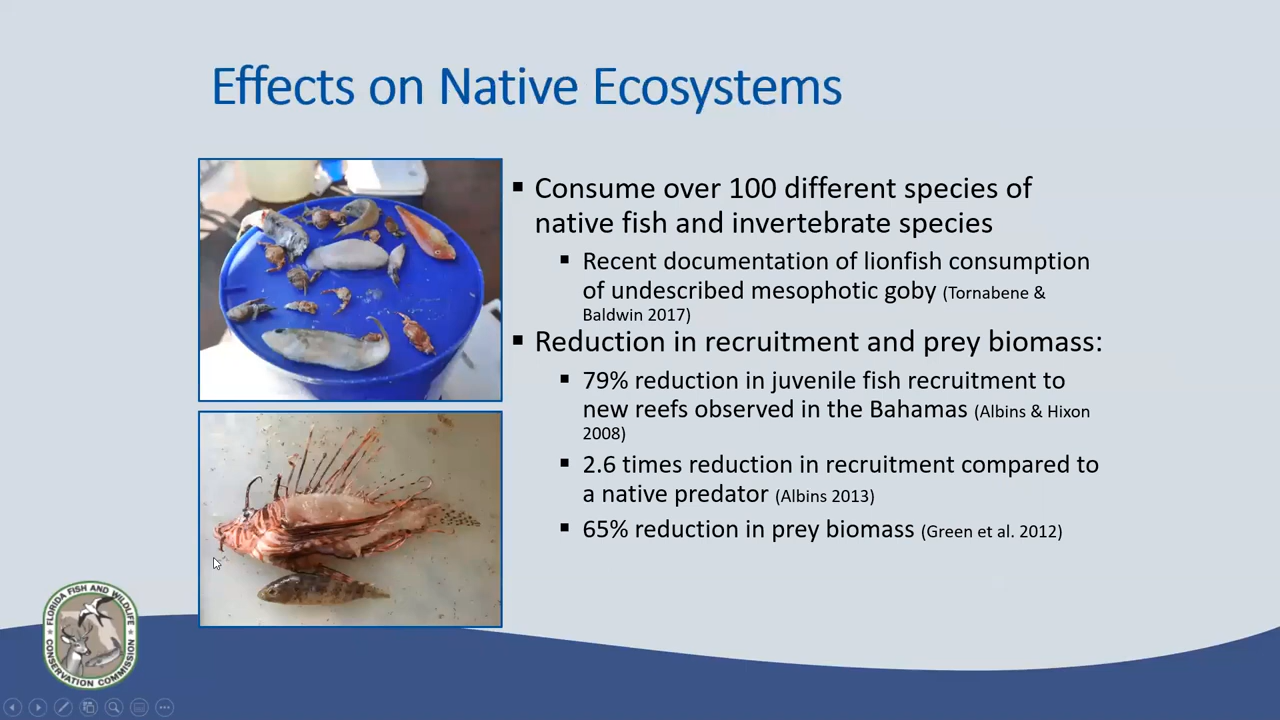 Effects on Native Ecosystems
▪ Consume over 100 different species of
native fish and invertebrate species
▪ Recent documentation of lionfish consumption
of undescribed mesophotic goby (Tornabene &
Baldwin 2017)
▪ Reduction in recruitment and prey biomass:
▪ 79% reduction in juvenile fish recruitment to
new reefs observed in the Bahamas (Albins & Hixon
2008)
▪ 2.6 times reduction in recruitment compared to
a native predator (Albins 2013)
▪ 65% reduction in prey biomass (Green et al. 2012)
FLORIDA FISH AND WILDLIFE
CONSERVATION COMMISSION